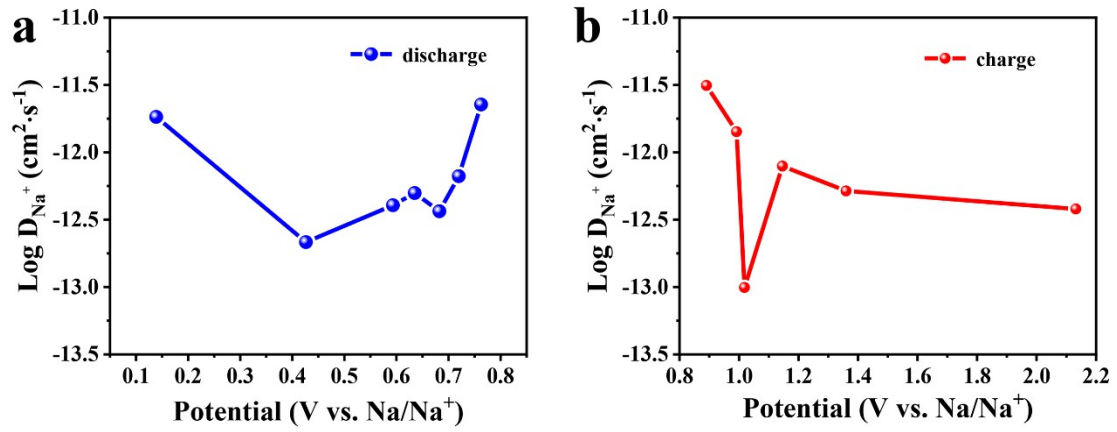 a
discharge
Log D_Na⁺ (cm²·s⁻¹)
-11.0
-11.5
-12.0
-12.5
-13.0
-13.5
0.1 0.2 0.3 0.4 0.5 0.6 0.7 0.8
Potential (V vs. Na/Na⁺)
b
charge
Log D_Na⁺ (cm²·s⁻¹)
-11.0
-11.5
-12.0
-12.5
-13.0
-13.5
0.8 1.0 1.2 1.4 1.6 1.8 2.0 2.2
Potential (V vs. Na/Na⁺)